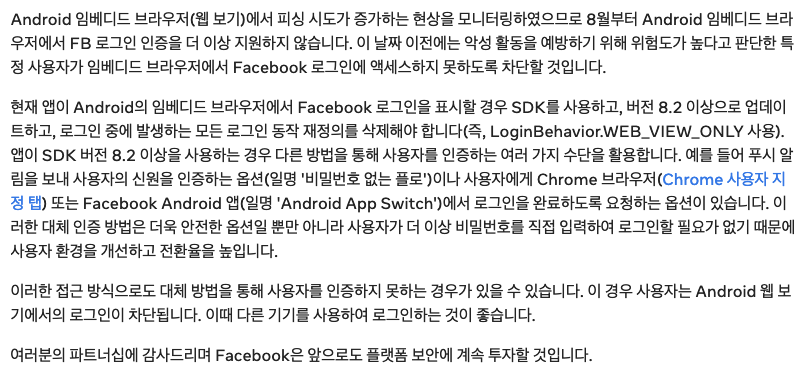 Android 임베디드 브라우저(웹 보기)에서 피싱 시도가 증가하는 현상을 모니터링하였으므로 8월부터 Android 임베디드 브라
우저에서 FB 로그인 인증을 더 이상 지원하지 않습니다. 이 날짜 이전에는 악성 활동을 예방하기 위해 위험도가 높다고 판단한 특
정 사용자가 임베디드 브라우저에서 Facebook 로그인에 액세스하지 못하도록 차단할 것입니다.
현재 앱이 Android의 임베디드 브라우저에서 Facebook 로그인을 표시할 경우 SDK를 사용하고, 버전 8.2 이상으로 업데이
트하고, 로그인 중에 발생하는 모든 로그인 동작 재정의를 삭제해야 합니다(즉, LoginBehavior.WEB_VIEW_ONLY 사용).
앱이 SDK 버전 8.2 이상을 사용하는 경우 다른 방법을 통해 사용자를 인증하는 여러 가지 수단을 활용합니다. 예를 들어 푸시 알
림을 보내 사용자의 신원을 인증하는 옵션(일명 '비밀번호 없는 플로')이나 사용자에게 Chrome 브라우저(Chrome 사용자 지
정 탭) 또는 Facebook Android 앱(일명 'Android App Switch')에서 로그인을 완료하도록 요청하는 옵션이 있습니다. 이
러한 대체 인증 방법은 더욱 안전한 옵션일 뿐만 아니라 사용자가 더 이상 비밀번호를 직접 입력하여 로그인할 필요가 없기 때문에
사용자 환경을 개선하고 전환율을 높입니다.
이러한 접근 방식으로도 대체 방법을 통해 사용자를 인증하지 못하는 경우가 있을 수 있습니다. 이 경우 사용자는 Android 웹 보
기에서의 로그인이 차단됩니다. 이때 다른 기기를 사용하여 로그인하는 것이 좋습니다.
여러분의 파트너십에 감사드리며 Facebook은 앞으로도 플랫폼 보안에 계속 투자할 것입니다.